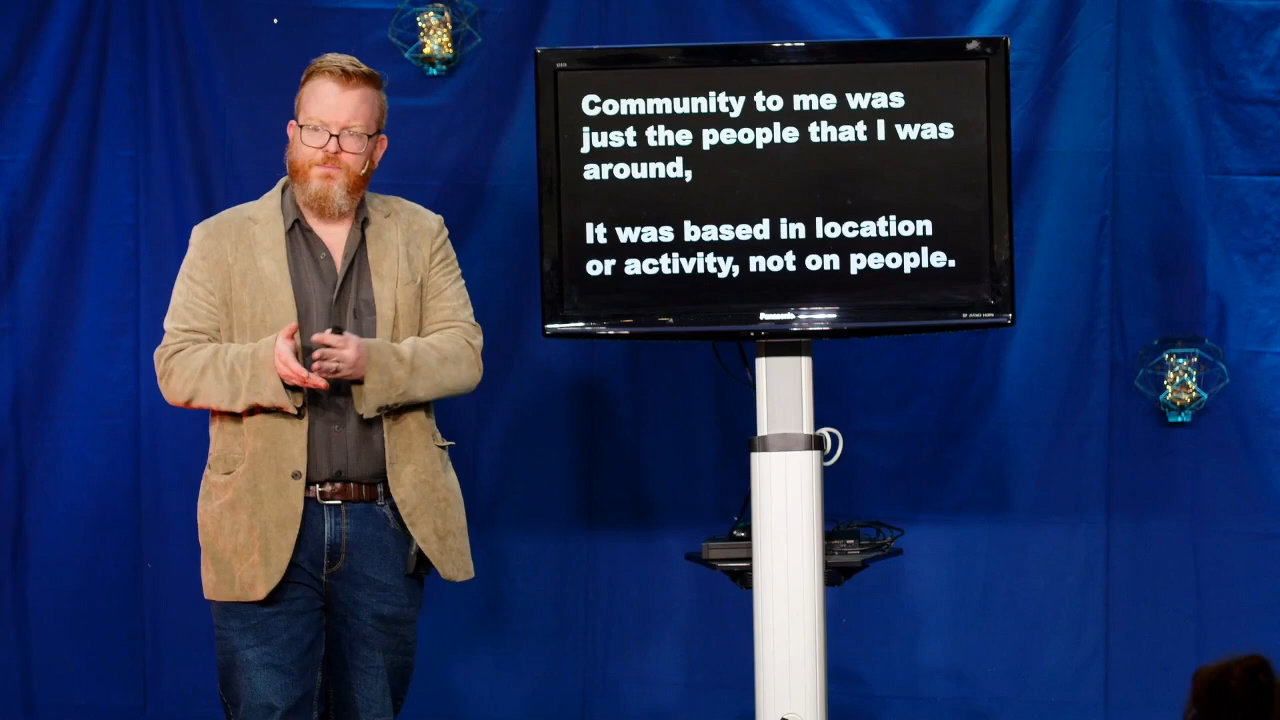 Community to me was
just the people that I was
around,
It was based in location
or activity, not on people.
Panasonic